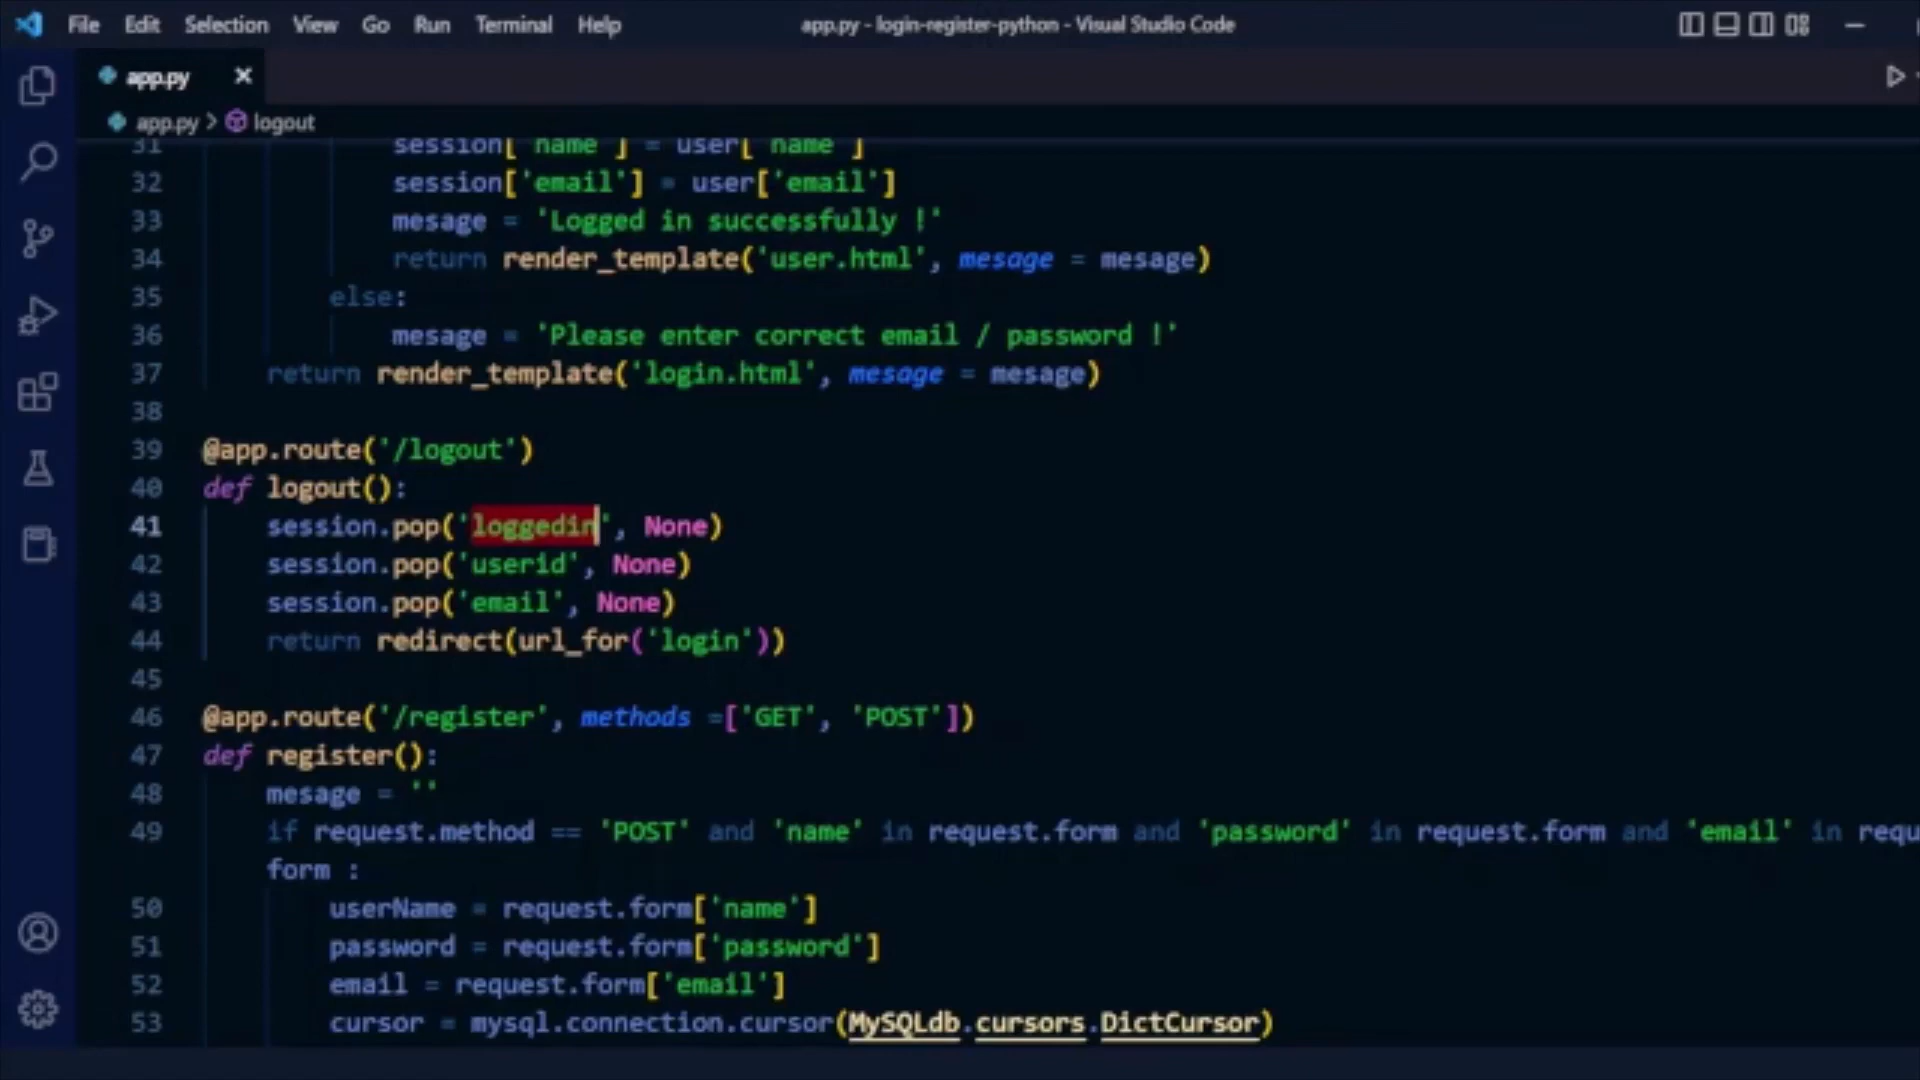 File Edit Selection View Go Run Terminal Help app.py - login-register-python - Visual Studio Code
app.py
app.py > logout
31 session['name'] = user['name']
32 session['email'] = user['email']
33 mesage = 'Logged in successfully !'
34 return render_template('user.html', mesage = mesage)
35 else:
36 mesage = 'Please enter correct email / password !'
37 return render_template('login.html', mesage = mesage)
38
39 @app.route('/logout')
40 def logout():
41 session.pop('loggedin', None)
42 session.pop('userid', None)
43 session.pop('email', None)
44 return redirect(url_for('login'))
45
46 @app.route('/register', methods =['GET', 'POST'])
47 def register():
48 mesage = ''
49 if request.method == 'POST' and 'name' in request.form and 'password' in request.form and 'email' in requ
form :
50 userName = request.form['name']
51 password = request.form['password']
52 email = request.form['email']
53 cursor = mysql.connection.cursor(MySQLdb.cursors.DictCursor)